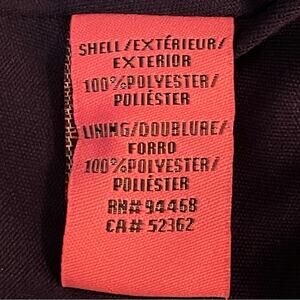 SHELL/EXTÉRIEUR/
EXTERIOR
100%POLYESTER/
POLIÉSTER
LINING/DOUBLURE/
FORRO
100%POLYESTER/
POLIÉSTER
RN# 94468
CA# 52362